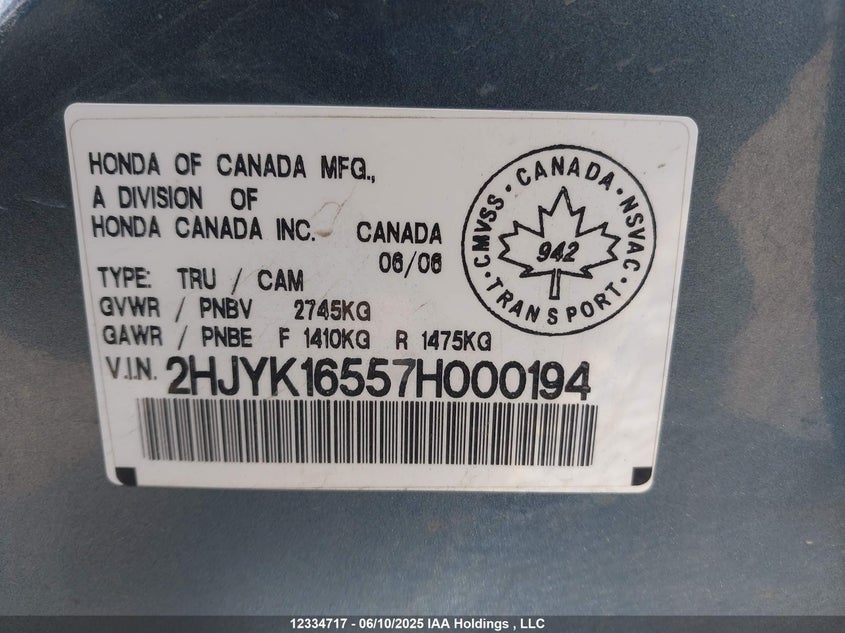 HONDA OF CANADA MFG.,
A DIVISION OF
HONDA CANADA INC. CANADA
06/06
TYPE: TRU / CAM
GVWR / PNBV 2745KG
GAWR / PNBE F 1410KG R 1475KG
V.I.N. 2HJYK16557H000194
CMVSS · CANADA · NSVAC · TRANSPORT ·
942
12334717 - 06/10/2025 IAA Holdings , LLC